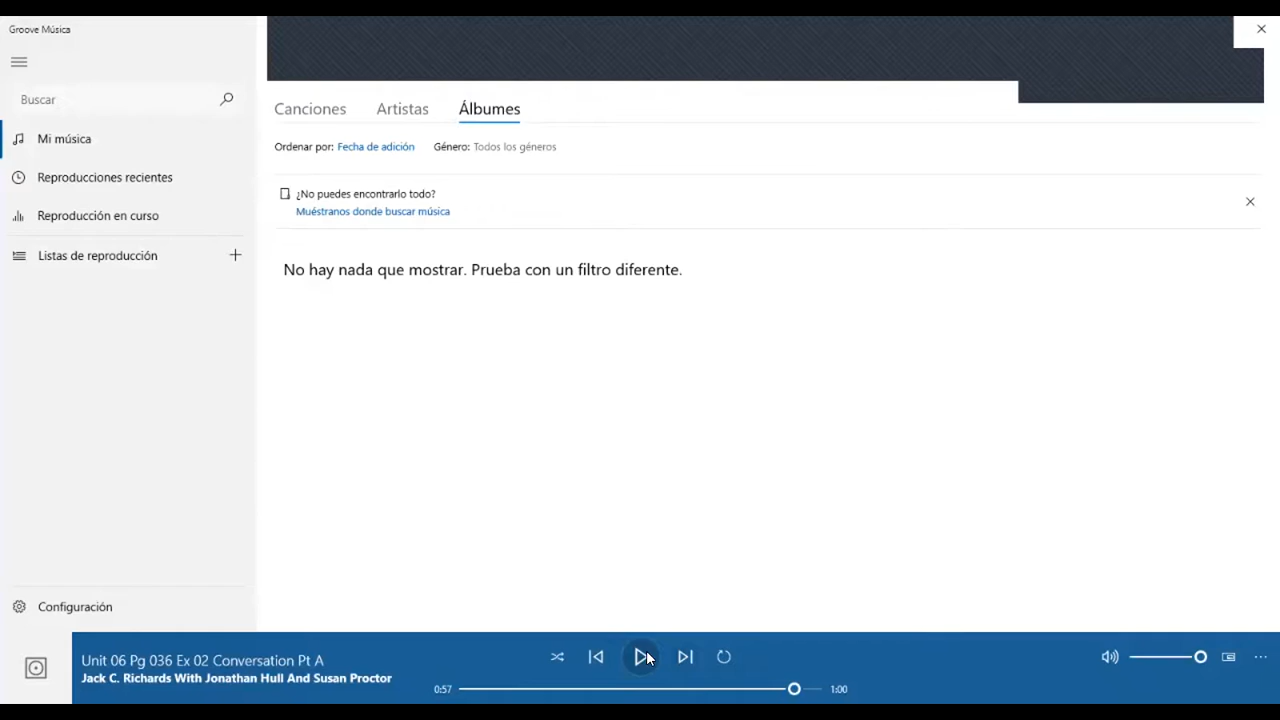 Groove Música
Buscar
Mi música
Reproducciones recientes
Reproducción en curso
Listas de reproducción
Configuración
Canciones Artistas Álbumes
Ordenar por: Fecha de adición Género: Todos los géneros
¿No puedes encontrarlo todo?
Muéstranos donde buscar música
No hay nada que mostrar. Prueba con un filtro diferente.
Unit 06 Pg 036 Ex 02 Conversation Pt A
Jack C. Richards With Jonathan Hull And Susan Proctor
0:57 1:00